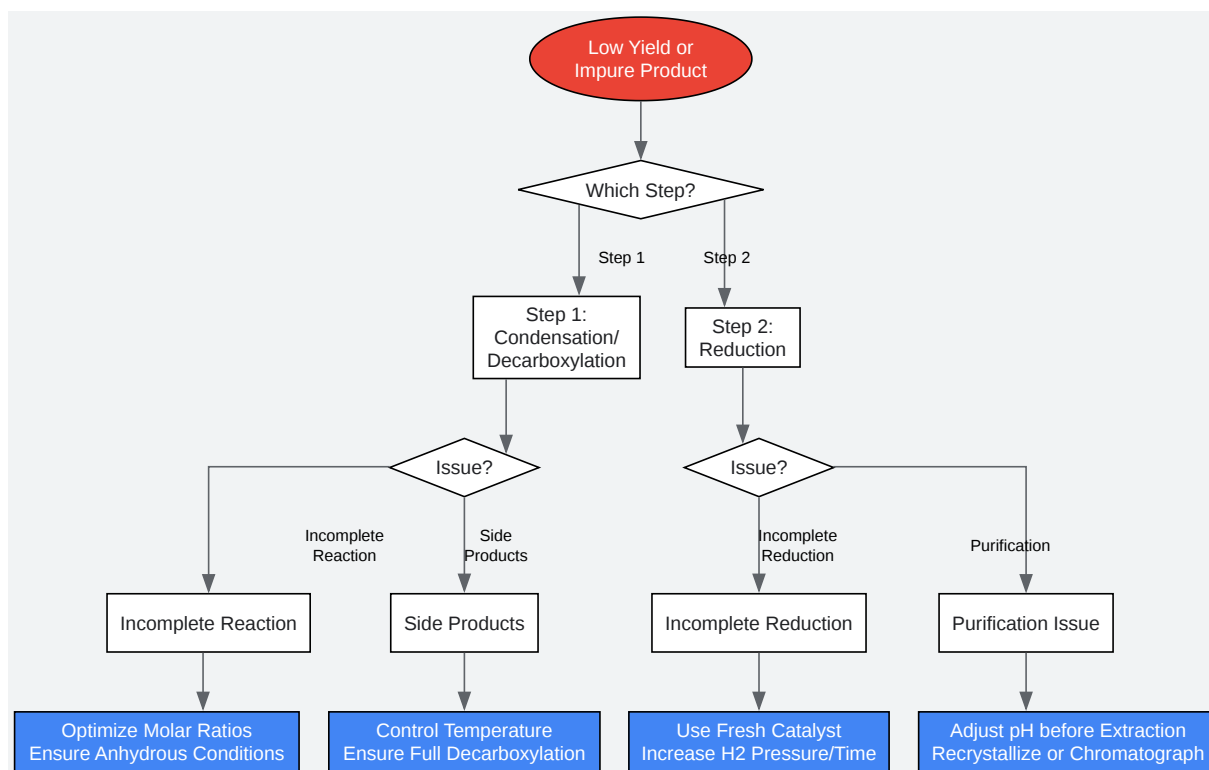 Low Yield or
Impure Product
Which Step?
Step 1
Step 2
Step 1:
Condensation/
Decarboxylation
Step 2:
Reduction
Issue?
Issue?
Incomplete
Reaction
Side
Products
Incomplete
Reduction
Purification
Incomplete Reaction
Side Products
Incomplete Reduction
Purification Issue
Optimize Molar Ratios
Ensure Anhydrous Conditions
Control Temperature
Ensure Full Decarboxylation
Use Fresh Catalyst
Increase H2 Pressure/Time
Adjust pH before Extraction
Recrystallize or Chromatograph